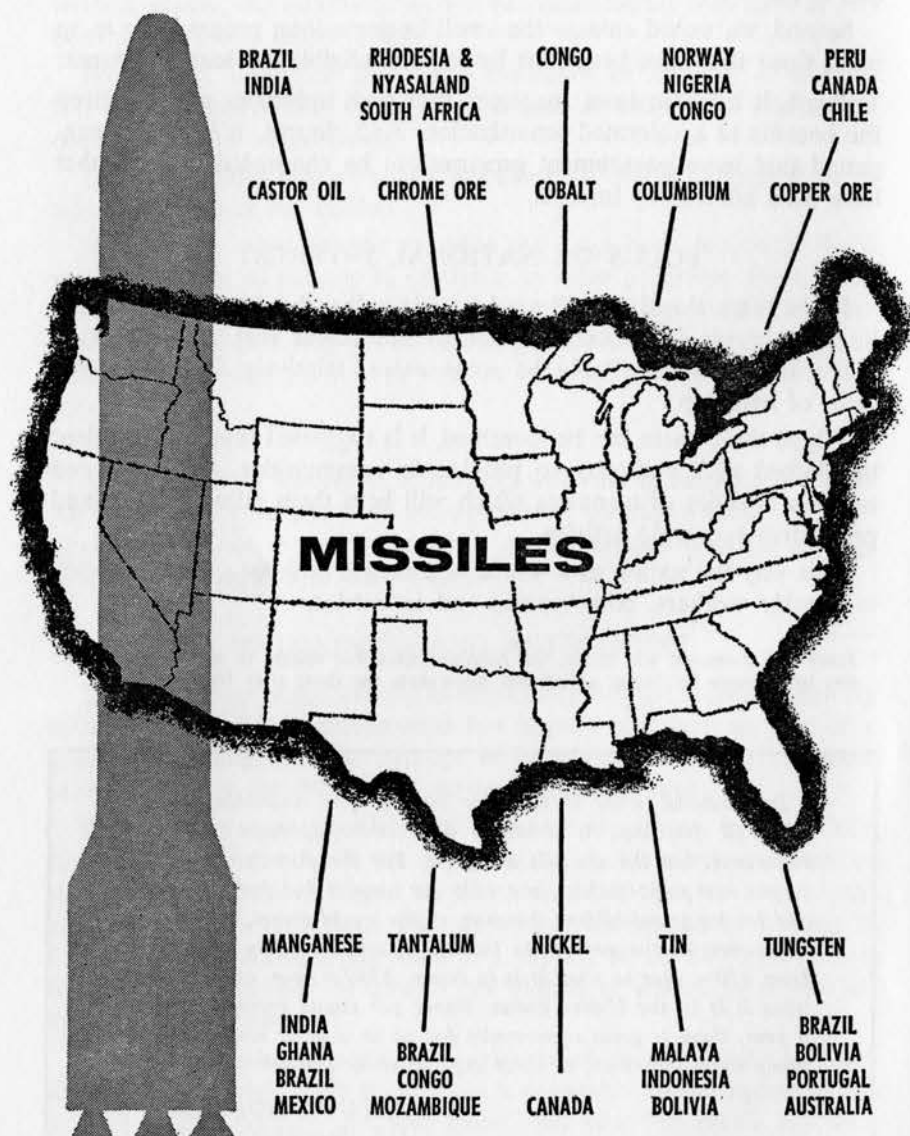 BRAZIL
INDIA
RHODESIA &
NYASALAND
SOUTH AFRICA
CONGO
NORWAY
NIGERIA
CONGO
PERU
CANADA
CHILE
CASTOR OIL
CHROME ORE
COBALT
COLUMBIUM
COPPER ORE
MISSILES
MANGANESE
TANTALUM
NICKEL
TIN
TUNGSTEN
INDIA
GHANA
BRAZIL
MEXICO
BRAZIL
CONGO
MOZAMBIQUE
CANADA
MALAYA
INDONESIA
BOLIVIA
BRAZIL
BOLIVIA
PORTUGAL
AUSTRALIA